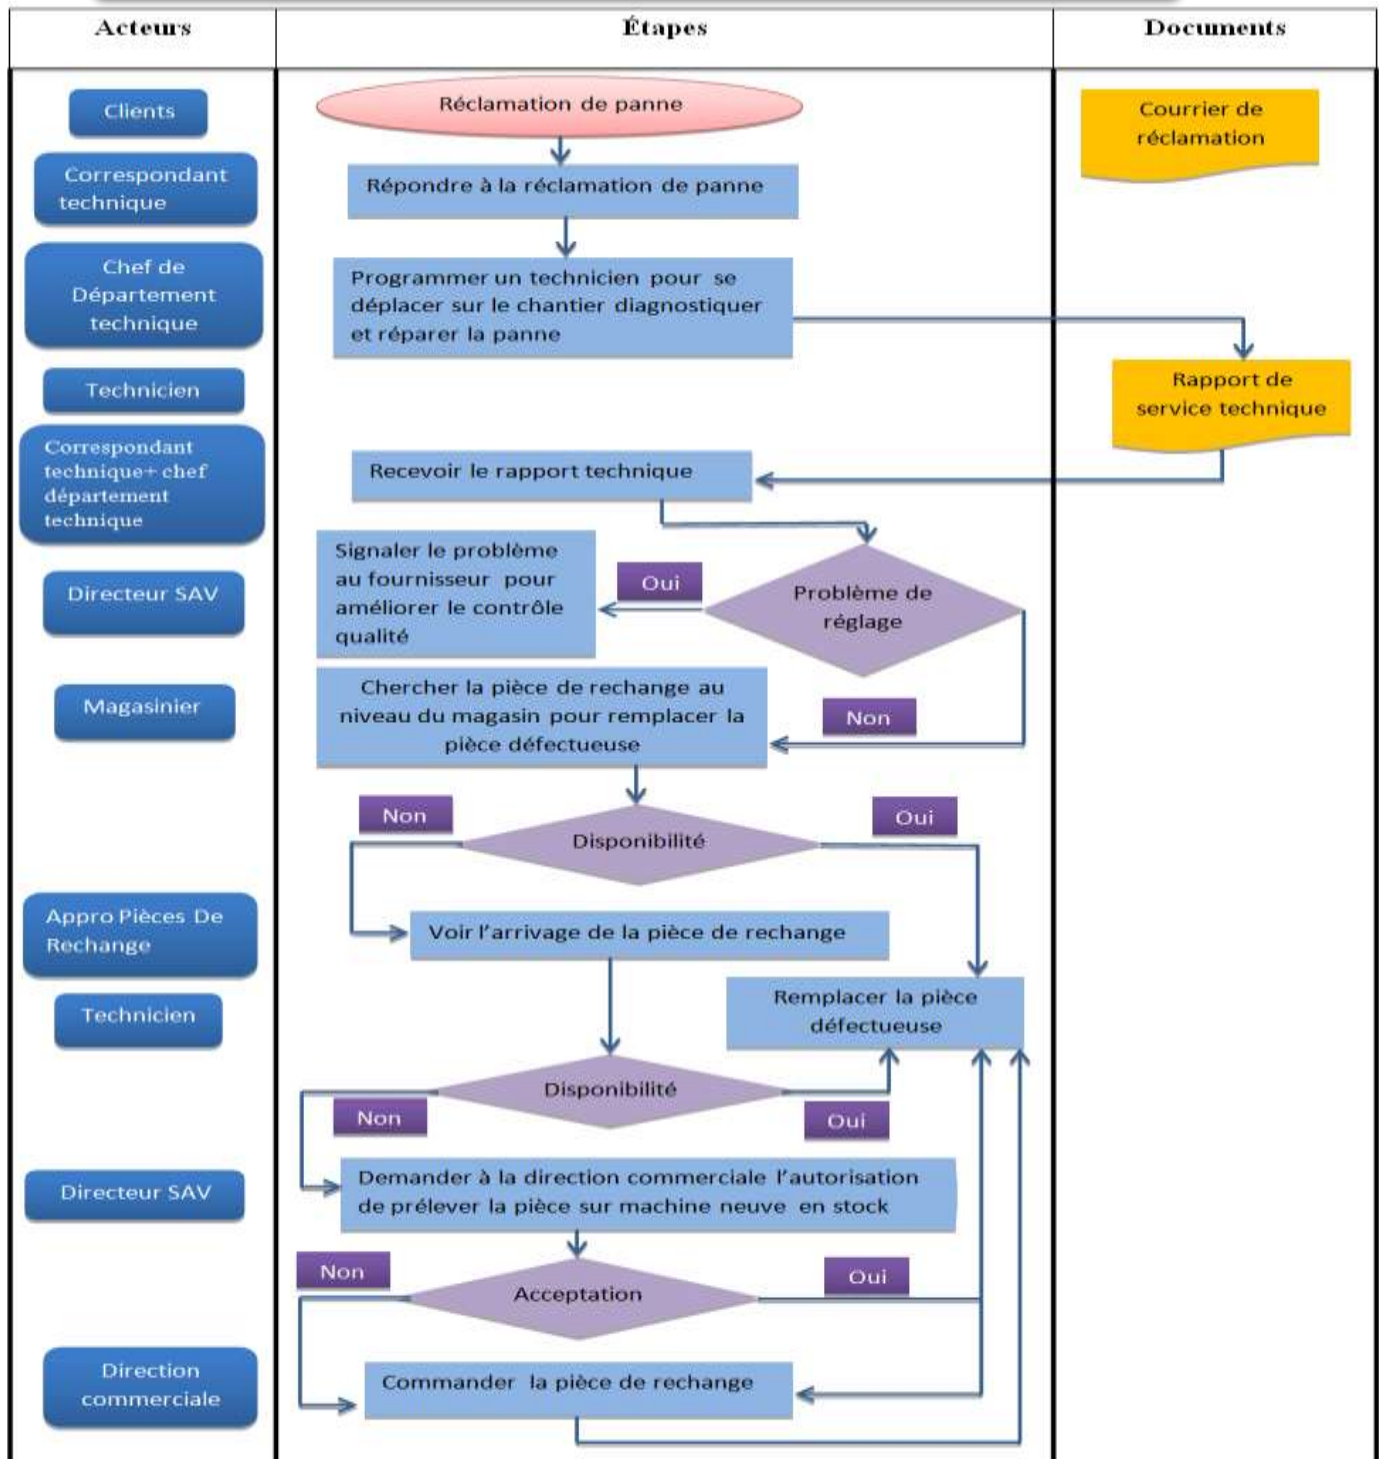 Acteurs
Étapes
Documents
Clients
Réclamation de panne
Courrier de
réclamation
Correspondant
technique
Répondre à la réclamation de panne
Chef de
Département
technique
Programmer un technicien pour se
déplacer sur le chantier diagnostiquer
et réparer la panne
Technicien
Rapport de
service technique
Correspondant
technique+ chef
département
technique
Recevoir le rapport technique
Directeur SAV
Signaler le problème
au fournisseur pour
améliorer le contrôle
qualité
Oui
Problème de
réglage
Magasinier
Chercher la pièce de rechange au
niveau du magasin pour remplacer la
pièce défectueuse
Non
Non
Disponibilité
Oui
Appro Pièces De
Rechange
Voir l'arrivage de la pièce de rechange
Technicien
Remplacer la pièce
défectueuse
Disponibilité
Non
Oui
Directeur SAV
Demander à la direction commerciale l'autorisation
de prélever la pièce sur machine neuve en stock
Non
Acceptation
Oui
Direction
commerciale
Commander la pièce de rechange